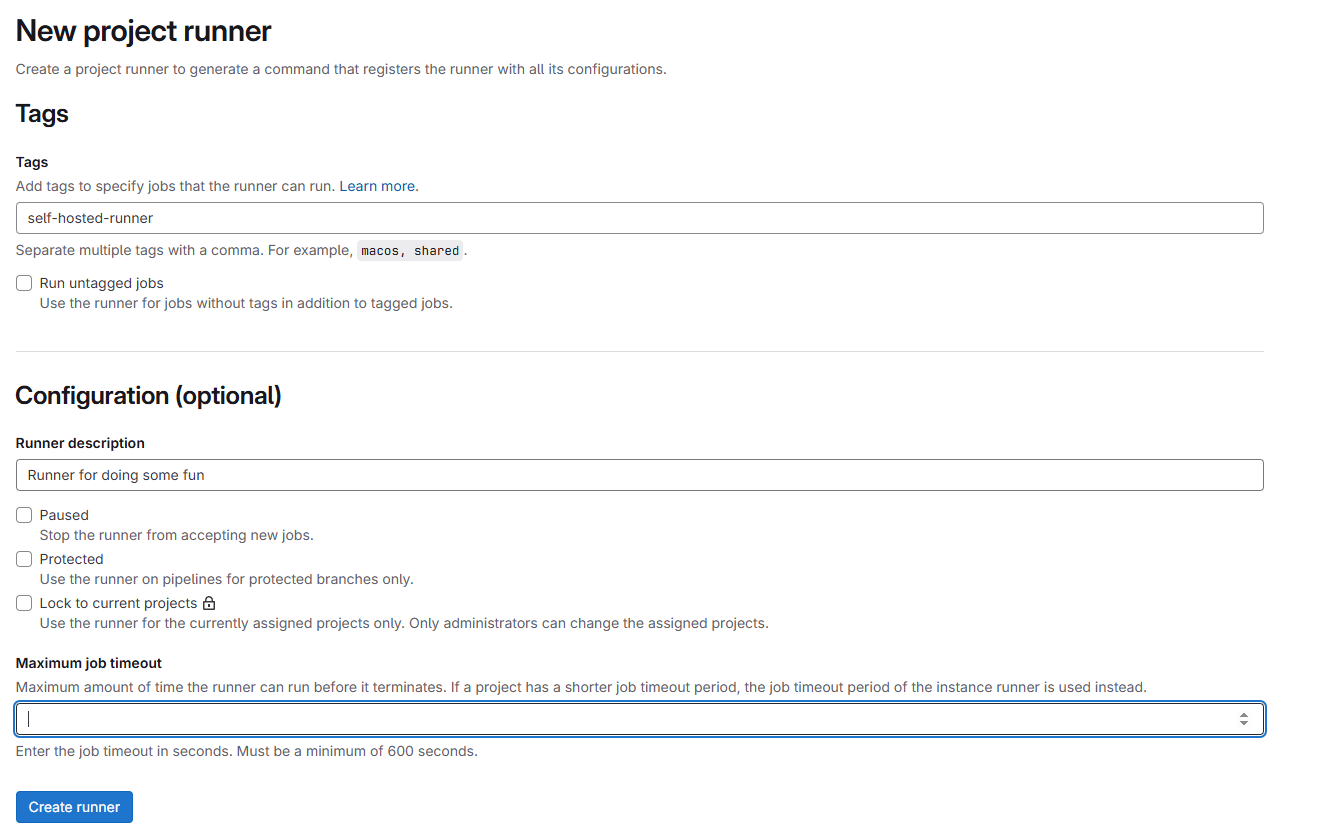 New project runner
Create a project runner to generate a command that registers the runner with all its configurations.
Tags
Tags
Add tags to specify jobs that the runner can run. Learn more.
self-hosted-runner
Separate multiple tags with a comma. For example, macos, shared.
Run untagged jobs
Use the runner for jobs without tags in addition to tagged jobs.
Configuration (optional)
Runner description
Runner for doing some fun
Paused
Stop the runner from accepting new jobs.
Protected
Use the runner on pipelines for protected branches only.
Lock to current projects
Use the runner for the currently assigned projects only. Only administrators can change the assigned projects.
Maximum job timeout
Maximum amount of time the runner can run before it terminates. If a project has a shorter job timeout period, the job timeout period of the instance runner is used instead.
Enter the job timeout in seconds. Must be a minimum of 600 seconds.
Create runner